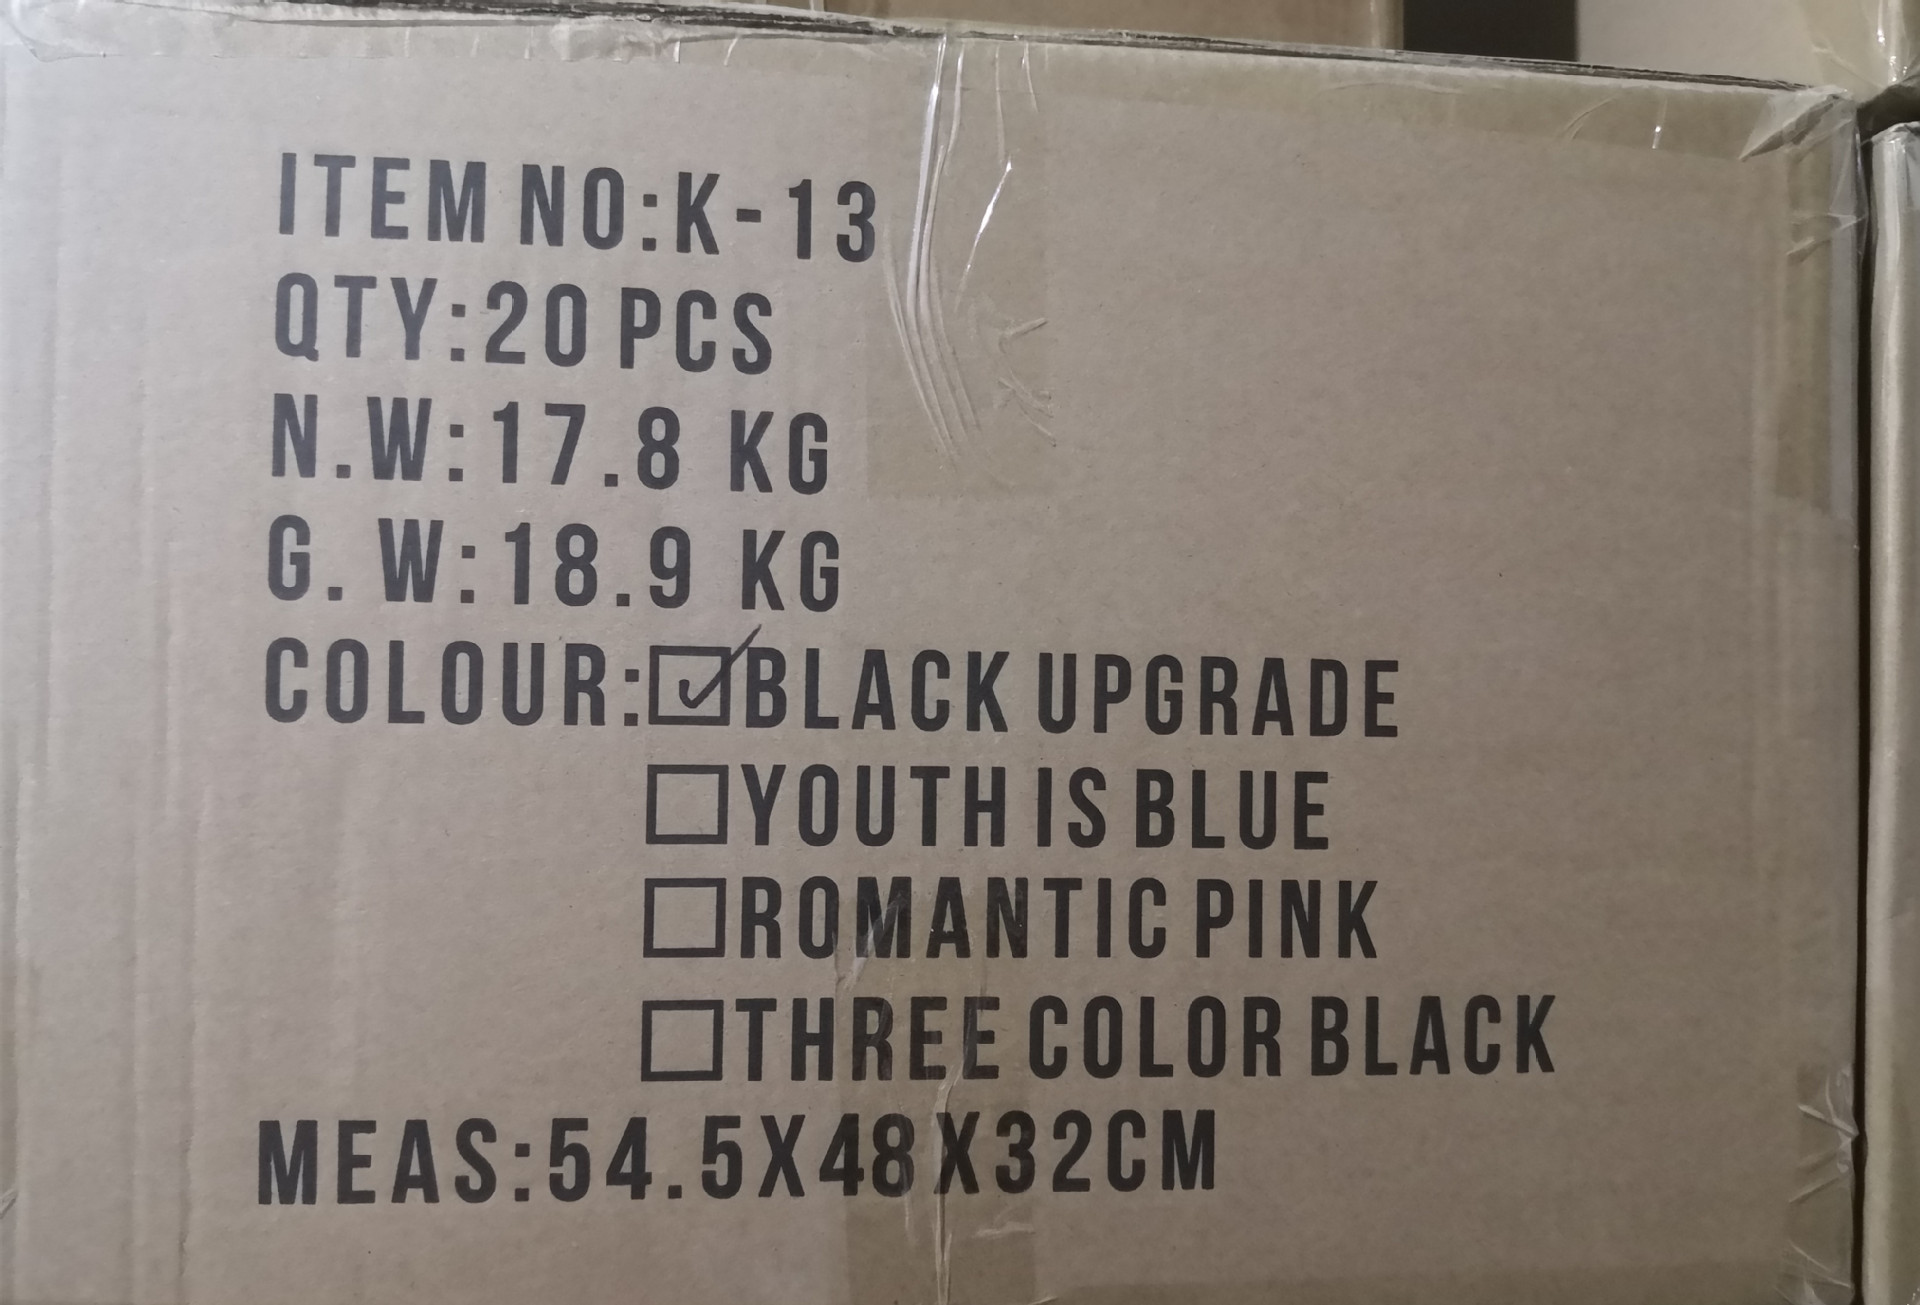 ITEM NO:K-13
QTY:20 PCS
N.W:17.8 KG
G. W:18.9 KG
COLOUR:☑BLACK UPGRADE
☐YOUTH IS BLUE
☐ROMANTIC PINK
☐THREE COLOR BLACK
MEAS:54.5X48X32CM